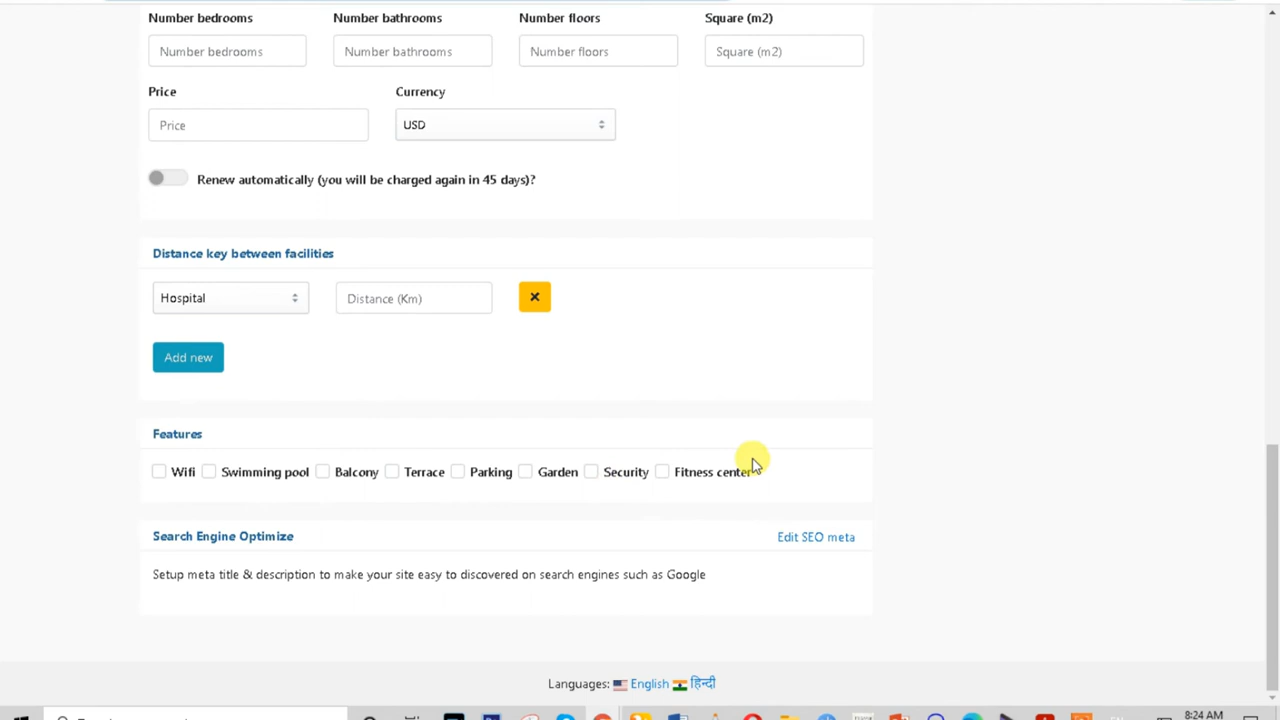 Number bedrooms Number bathrooms Number floors Square (m2)
Number bedrooms Number bathrooms Number floors Square (m2)
Price Currency
Price USD
Renew automatically (you will be charged again in 45 days)?
Distance key between facilities
Hospital Distance (Km)
Add new
Features
Wifi Swimming pool Balcony Terrace Parking Garden Security Fitness center
Search Engine Optimize Edit SEO meta
Setup meta title & description to make your site easy to discovered on search engines such as Google
Languages: English हिन्दी
8:24 AM